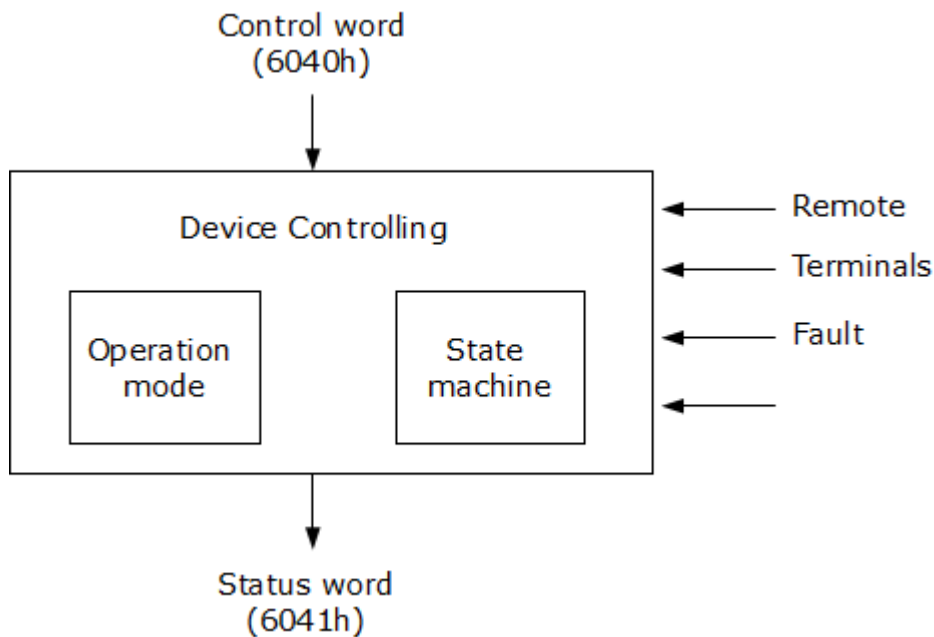 Control word
(6040h)
Device Controlling
Remote
Terminals
Fault
Operation
mode
State
machine
Status word
(6041h)